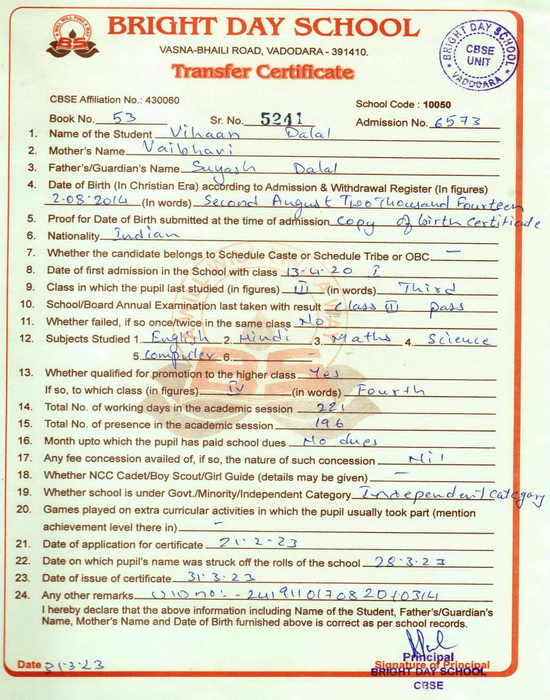 BRIGHT DAY SCHOOL
VASNA-BHAILI ROAD, VADODARA - 391410.
BRIGHT DAY SCHOOL
CBSE
UNIT
VADODARA
Transfer Certificate
CBSE Affiliation No.: 430060
School Code : 10050
Book No. 53 Sr. No. 5241 Admission No. 6573
1. Name of the Student Vihaan Dalal
2. Mother's Name Vaibhavi
3. Father's/Guardian's Name Suyash Dalal
4. Date of Birth (In Christian Era) according to Admission & Withdrawal Register (In figures)
2-08-2014 (In words) Second August Two Thousand Fourteen
5. Proof for Date of Birth submitted at the time of admission Copy of birth Certificate
6. Nationality Indian
7. Whether the candidate belongs to Schedule Caste or Schedule Tribe or OBC —
8. Date of first admission in the School with class 13-4-20 I
9. Class in which the pupil last studied (in figures) III (in words) Third
10. School/Board Annual Examination last taken with result Class III pass
11. Whether failed, if so once/twice in the same class No
12. Subjects Studied 1. English 2. Hindi 3. Maths 4. Science
5. Computer 6.
13. Whether qualified for promotion to the higher class Yes
If so, to which class (in figures) IV (in words) Fourth
14. Total No. of working days in the academic session 221
15. Total No. of presence in the academic session 196
16. Month upto which the pupil has paid school dues No dues
17. Any fee concession availed of, if so, the nature of such concession Nil
18. Whether NCC Cadet/Boy Scout/Girl Guide (details may be given) —
19. Whether school is under Govt./Minority/Independent Category Independent Category
20. Games played on extra curricular activities in which the pupil usually took part (mention
achievement level there in) –
21. Date of application for certificate 21-2-23
22. Date on which pupil's name was struck off the rolls of the school 28-3-23
23. Date of issue of certificate 31-3-23
24. Any other remarks UID no:- 241911017082010314
I hereby declare that the above information including Name of the Student, Father's/Guardian's
Name, Mother's Name and Date of Birth furnished above is correct as per school records.
Principal
Date 31-3-23 Signature of Principal
BRIGHT DAY SCHOOL
CBSE